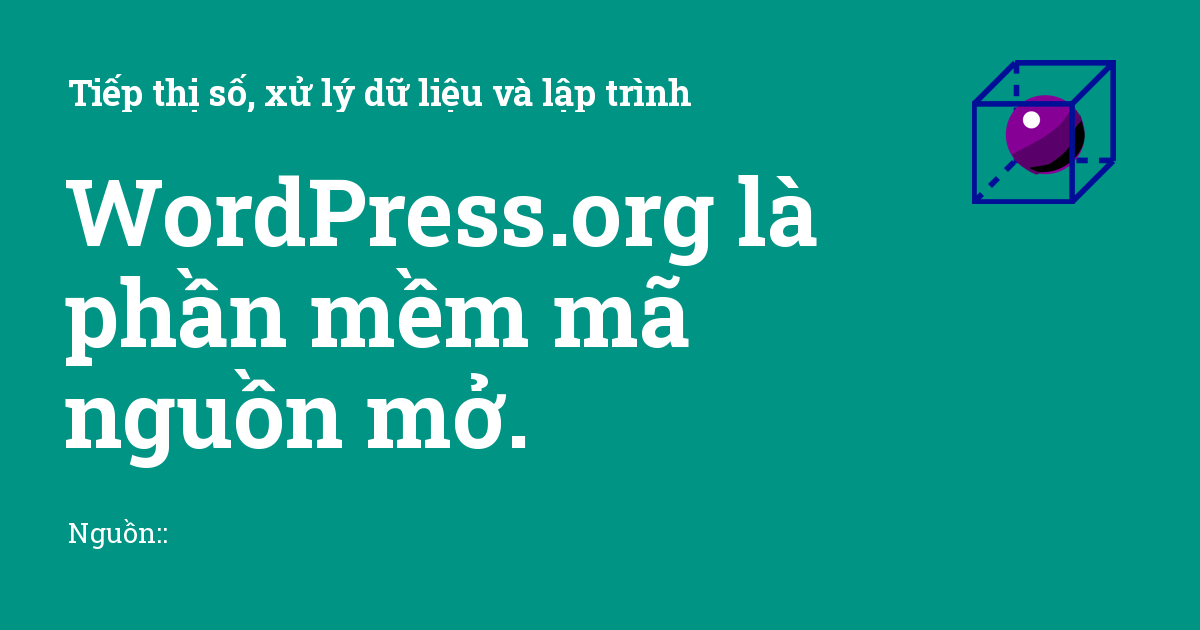 Tiếp thị số, xử lý dữ liệu và lập trình
WordPress.org là
phần mềm mã
nguồn mở.
Nguồn::